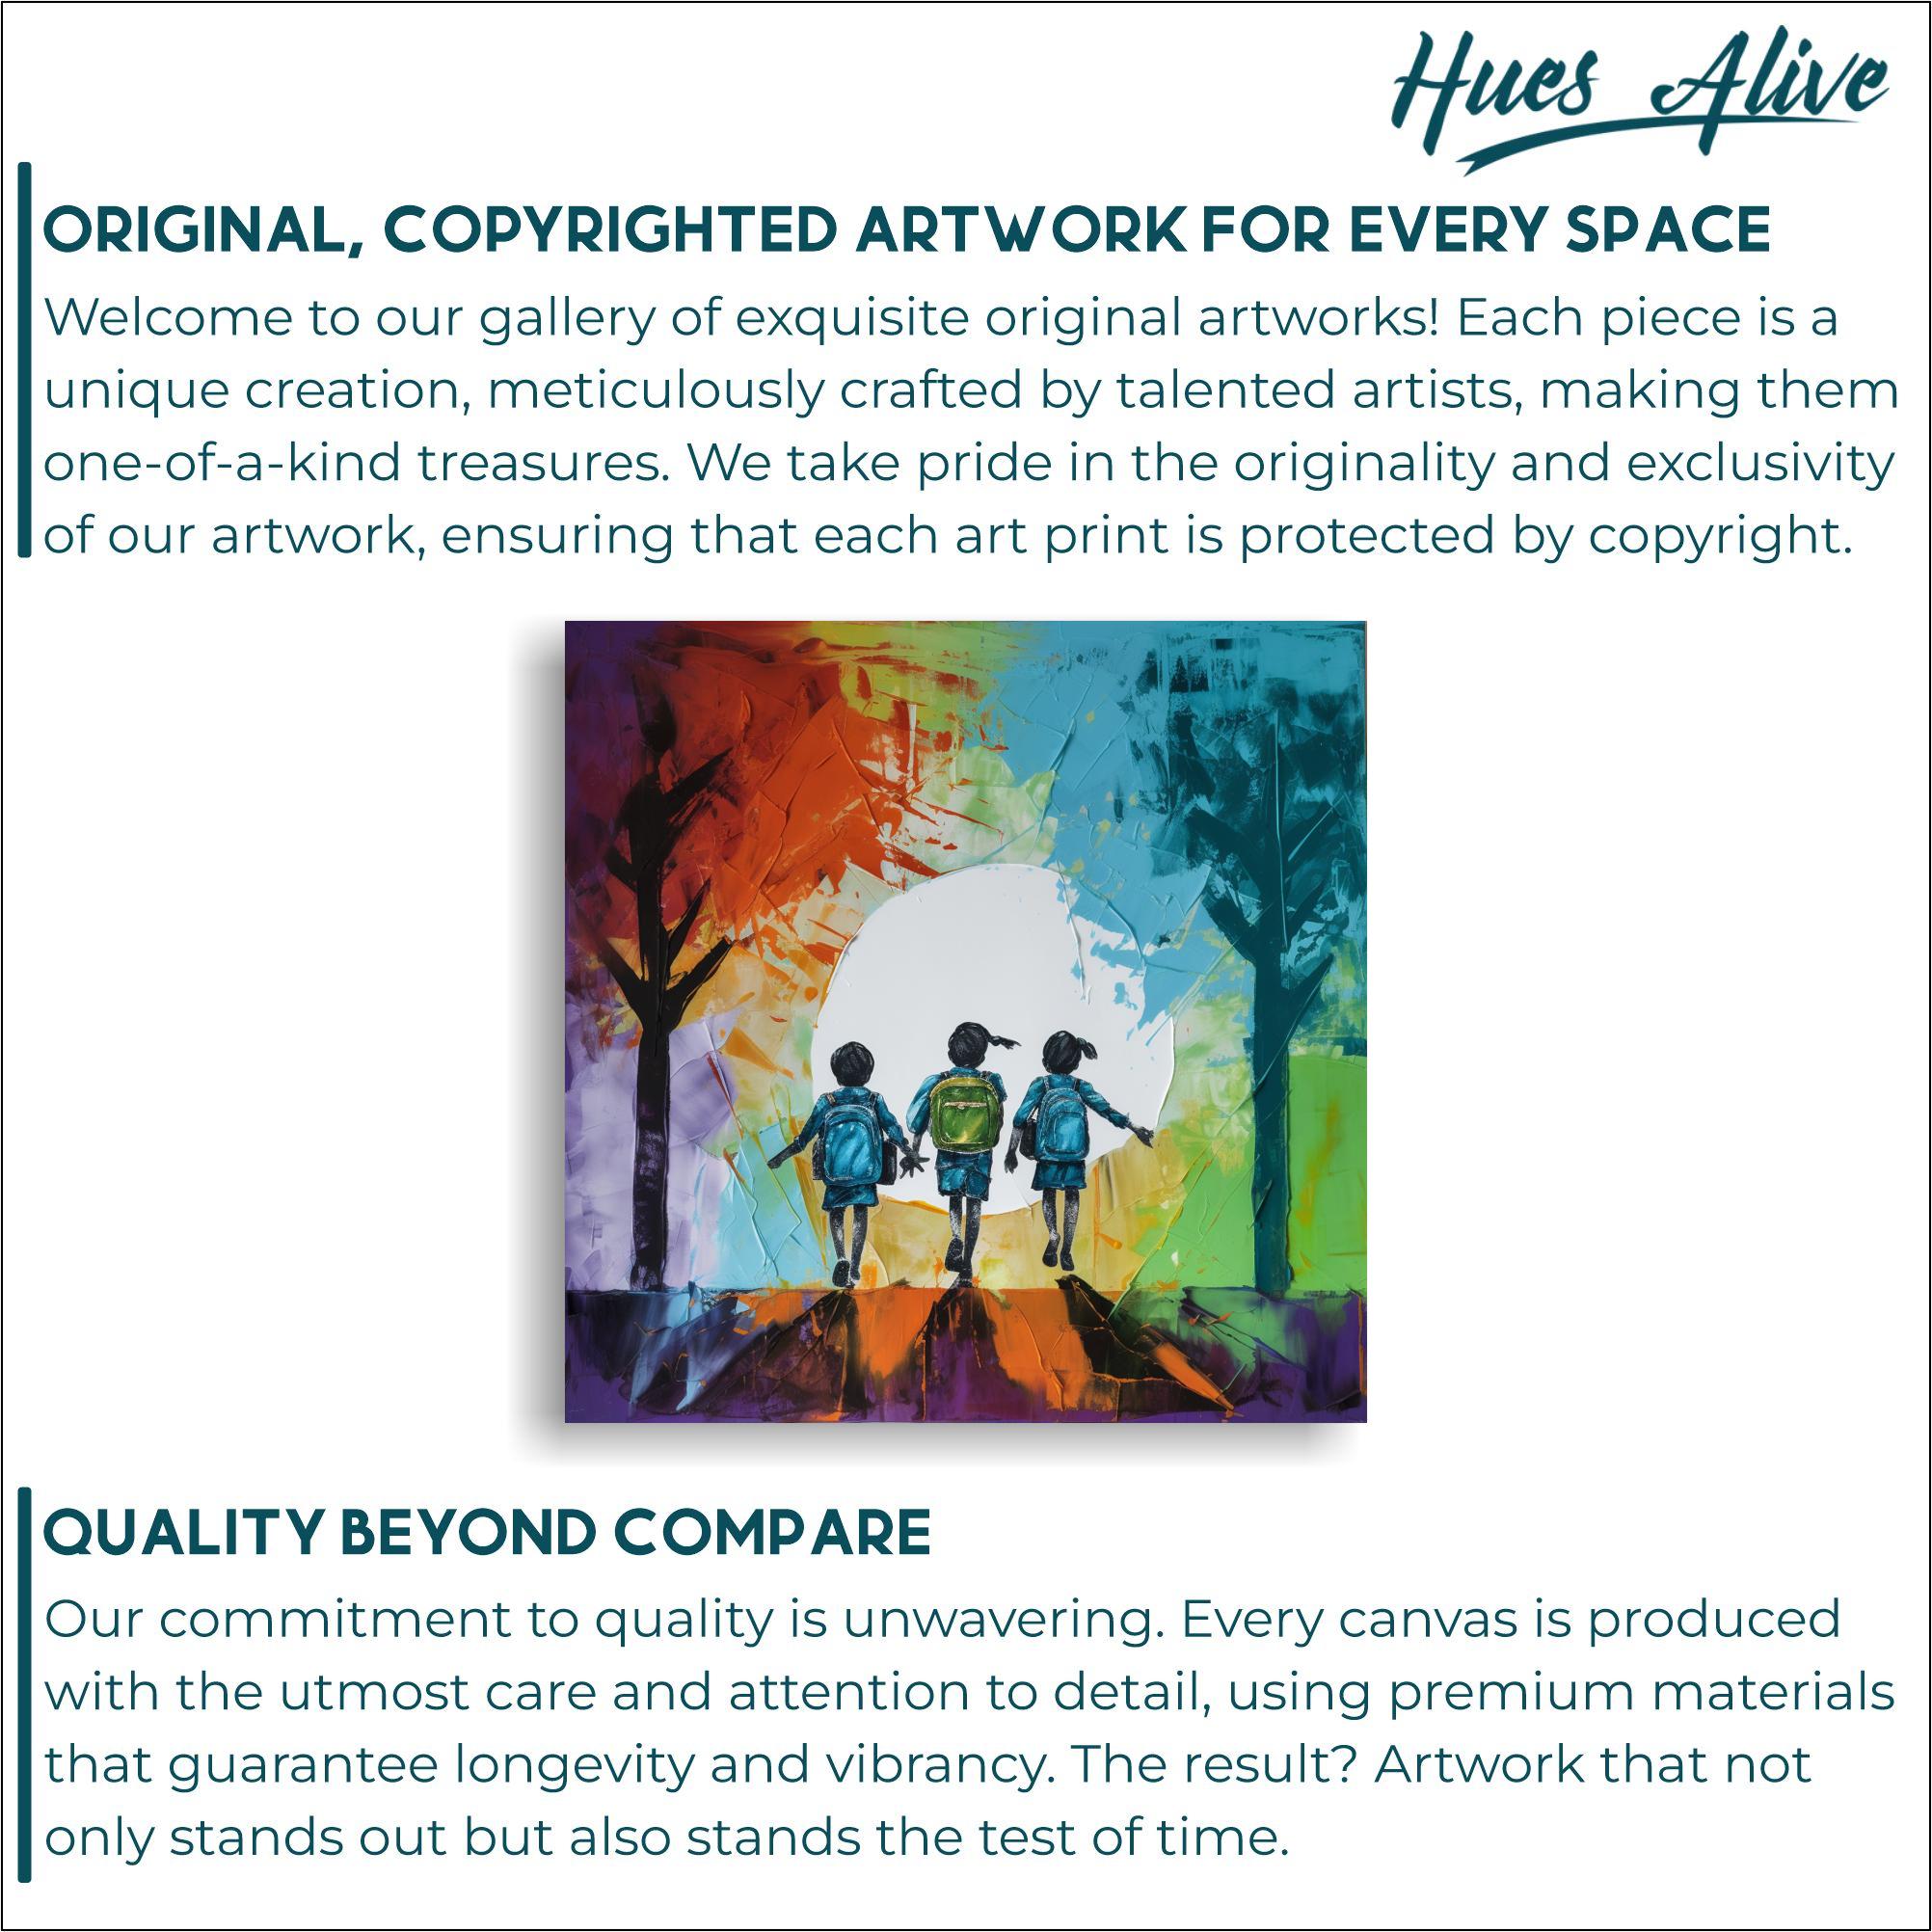 Hues Alive
ORIGINAL, COPYRIGHTED ARTWORK FOR EVERY SPACE
Welcome to our gallery of exquisite original artworks! Each piece is a
unique creation, meticulously crafted by talented artists, making them
one-of-a-kind treasures. We take pride in the originality and exclusivity
of our artwork, ensuring that each art print is protected by copyright.
QUALITY BEYOND COMPARE
Our commitment to quality is unwavering. Every canvas is produced
with the utmost care and attention to detail, using premium materials
that guarantee longevity and vibrancy. The result? Artwork that not
only stands out but also stands the test of time.